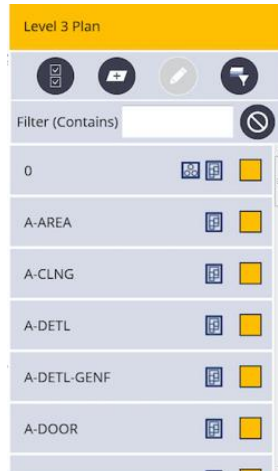 Level 3 Plan
Filter (Contains)
0
A-AREA
A-CLNG
A-DETL
A-DETL-GENF
A-DOOR